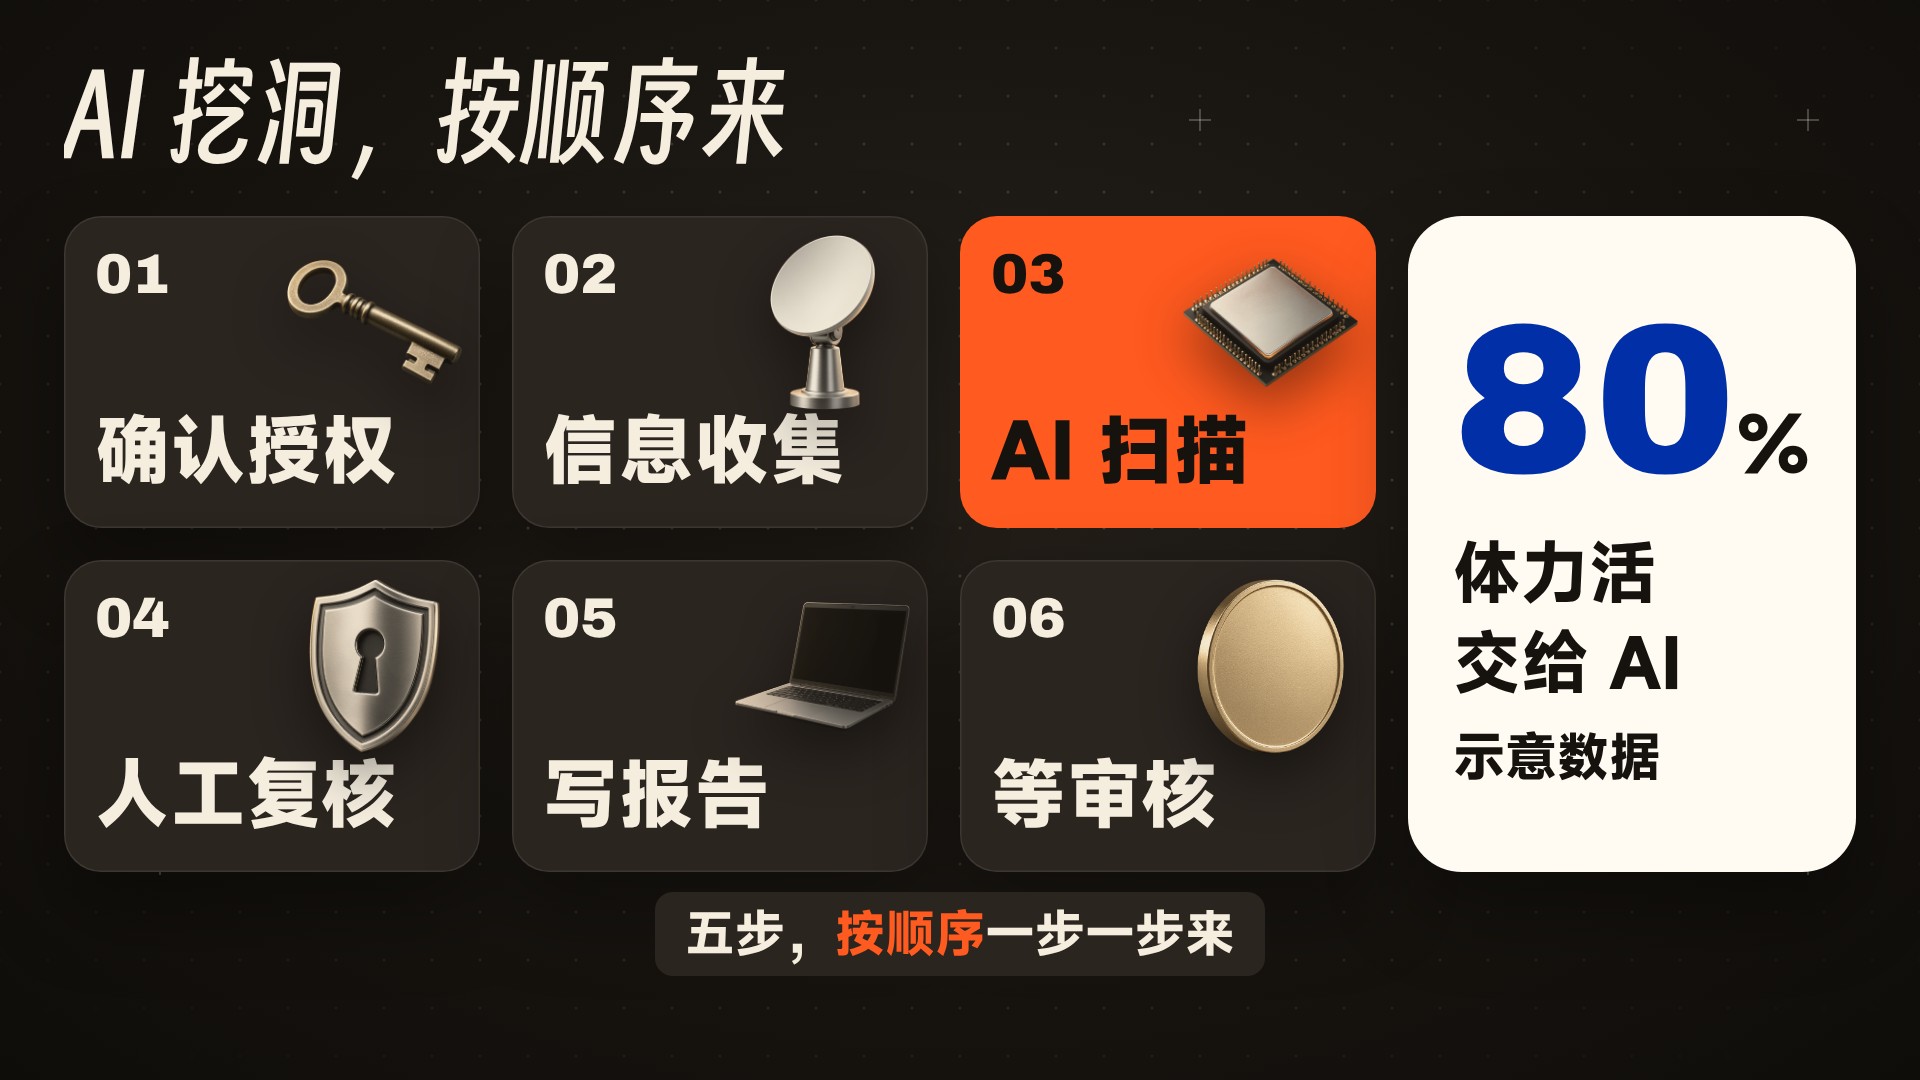 AI 挖洞，按顺序来
01
确认授权
02
信息收集
03
AI 扫描
04
人工复核
05
写报告
06
等审核
80%
体力活
交给 AI
示意数据
五步，按顺序一步一步来